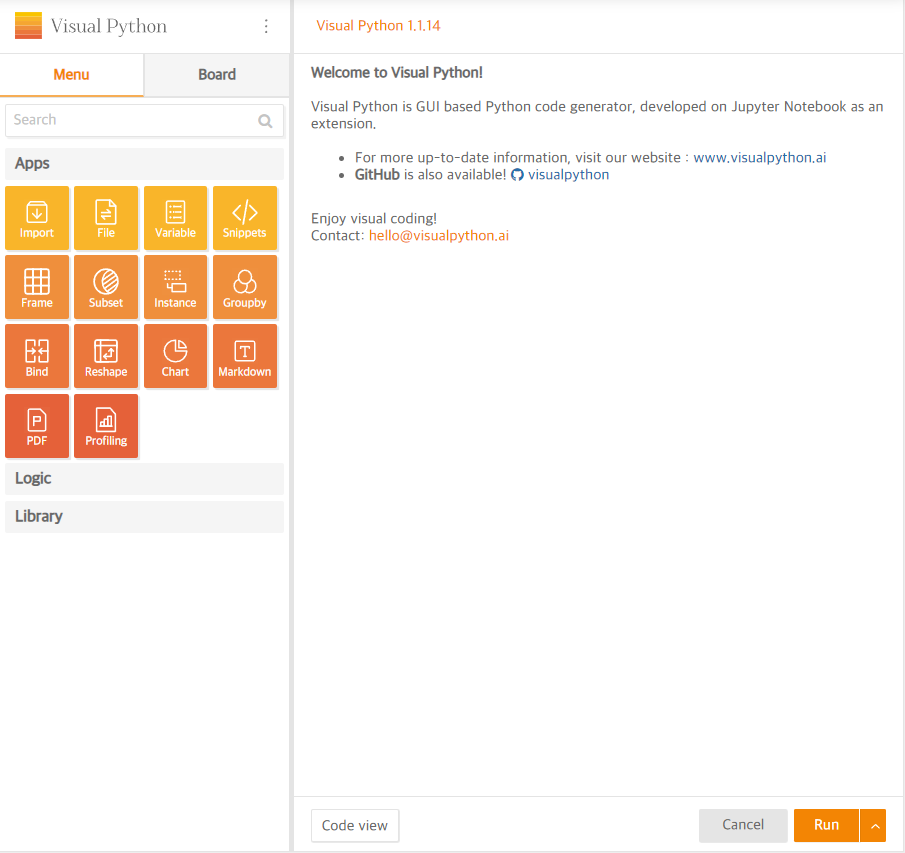 Visual Python
Menu
Board
Search
Apps
Import
File
Variable
Snippets
Frame
Subset
Instance
Groupby
Bind
Reshape
Chart
Markdown
PDF
Profiling
Logic
Library
Visual Python 1.1.14
Welcome to Visual Python!
Visual Python is GUI based Python code generator, developed on Jupyter Notebook as an
extension.
• For more up-to-date information, visit our website : www.visualpython.ai
• GitHub is also available! visualpython
Enjoy visual coding!
Contact: hello@visualpython.ai
Code view
Cancel
Run